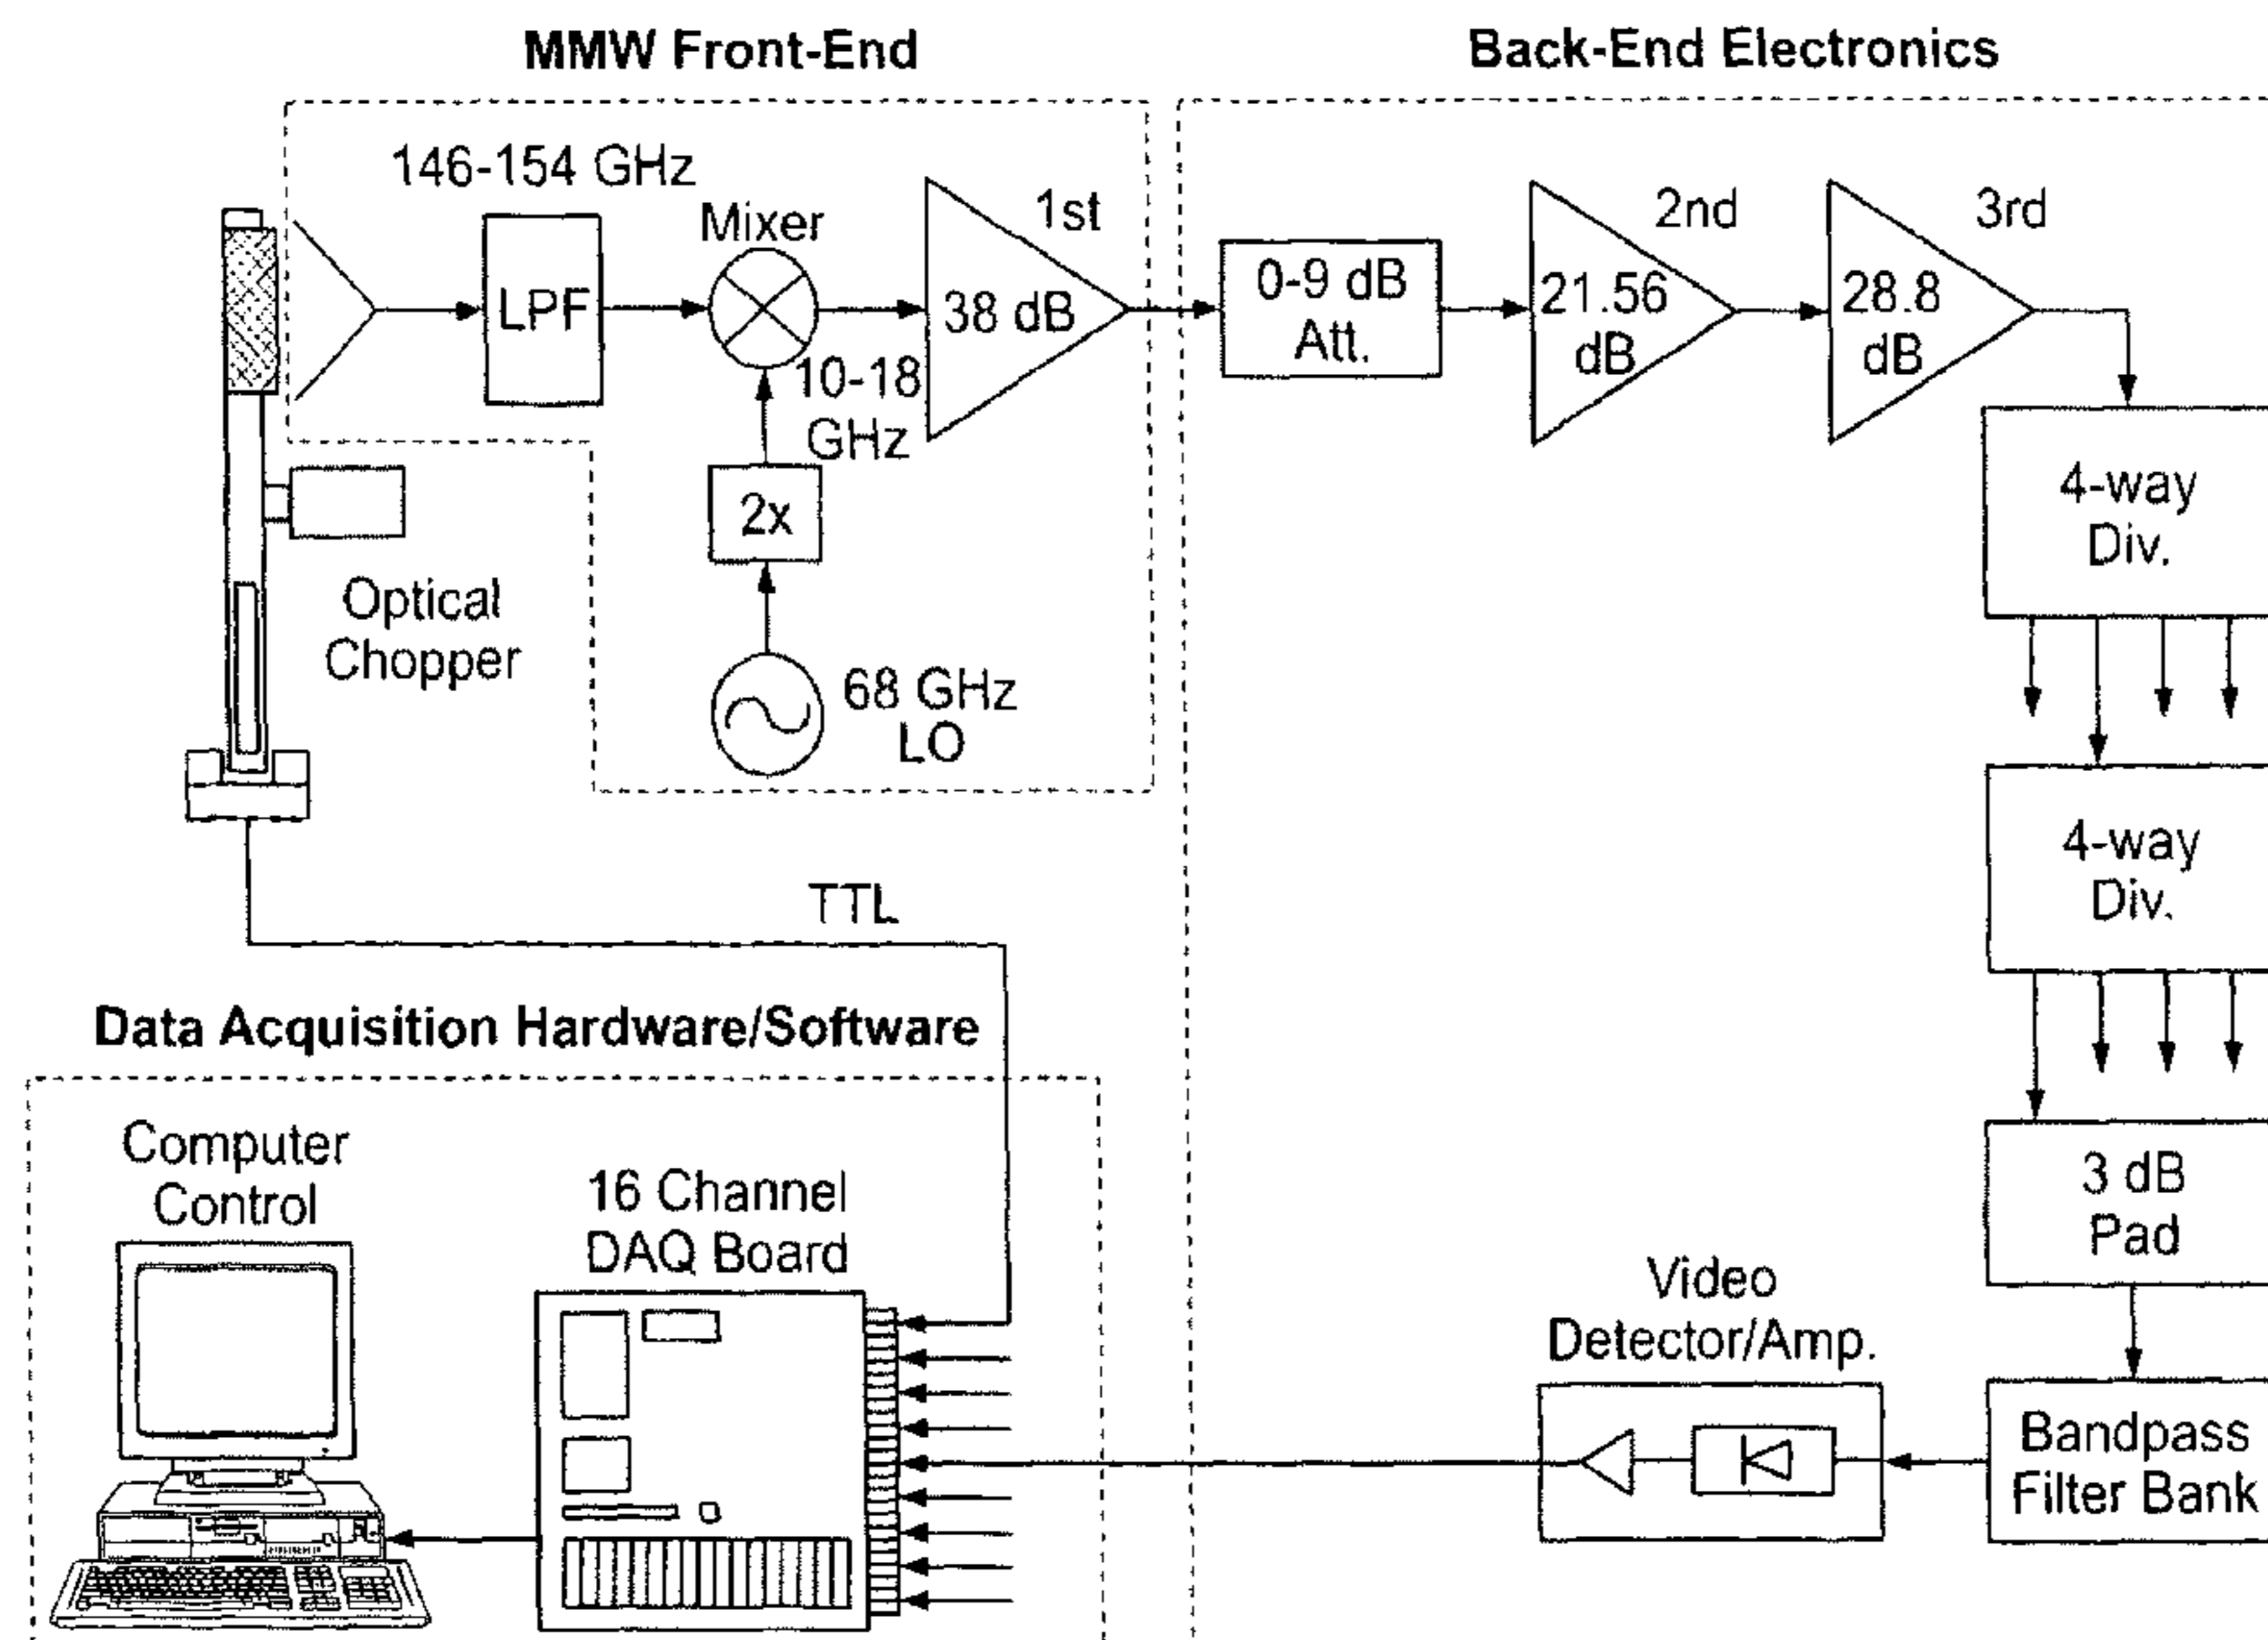 MMW Front-End
Back-End Electronics
146-154 GHz
LPF
Mixer
10-18
GHz
1st
38 dB
2x
68 GHz
LO
Optical
Chopper
0-9 dB
Att.
2nd
21.56
dB
3rd
28.8
dB
4-way
Div.
4-way
Div.
3 dB
Pad
Bandpass
Filter Bank
Video
Detector/Amp.
TTL
Data Acquisition Hardware/Software
Computer
Control
16 Channel
DAQ Board